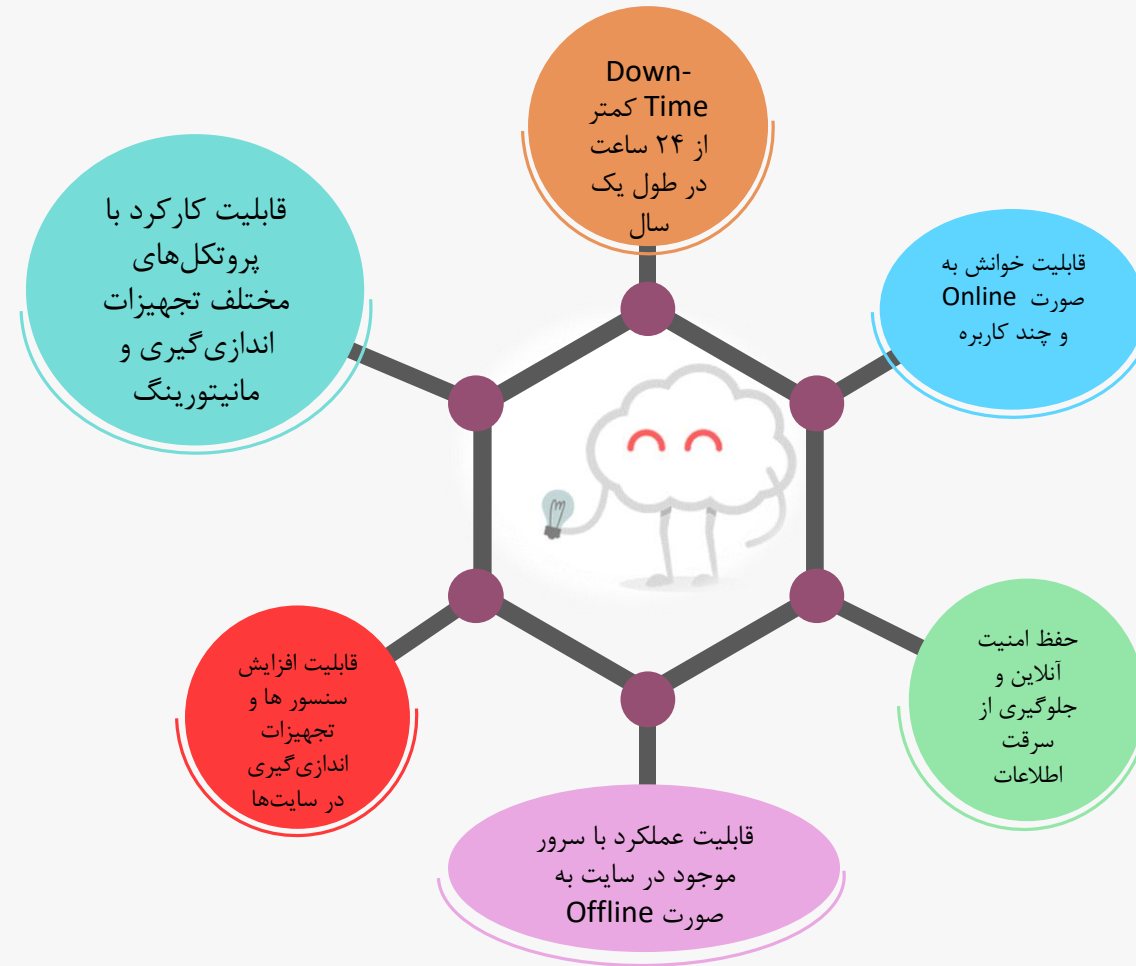 Down-
Time کمتر
از ۲۴ ساعت
در طول یک
سال
قابلیت خوانش به
صورت Online
و چند کاربره
حفظ امنیت
آنلاین و
جلوگیری از
سرقت
اطلاعات
قابلیت عملکرد با سرور
موجود در سایت به
صورت Offline
قابلیت افزایش
سنسور ها و
تجهیزات
اندازی‌گیری
در سایت‌ها
قابلیت کارکرد با
پروتکل‌های
مختلف تجهیزات
اندازی‌گیری و
مانیتورینگ